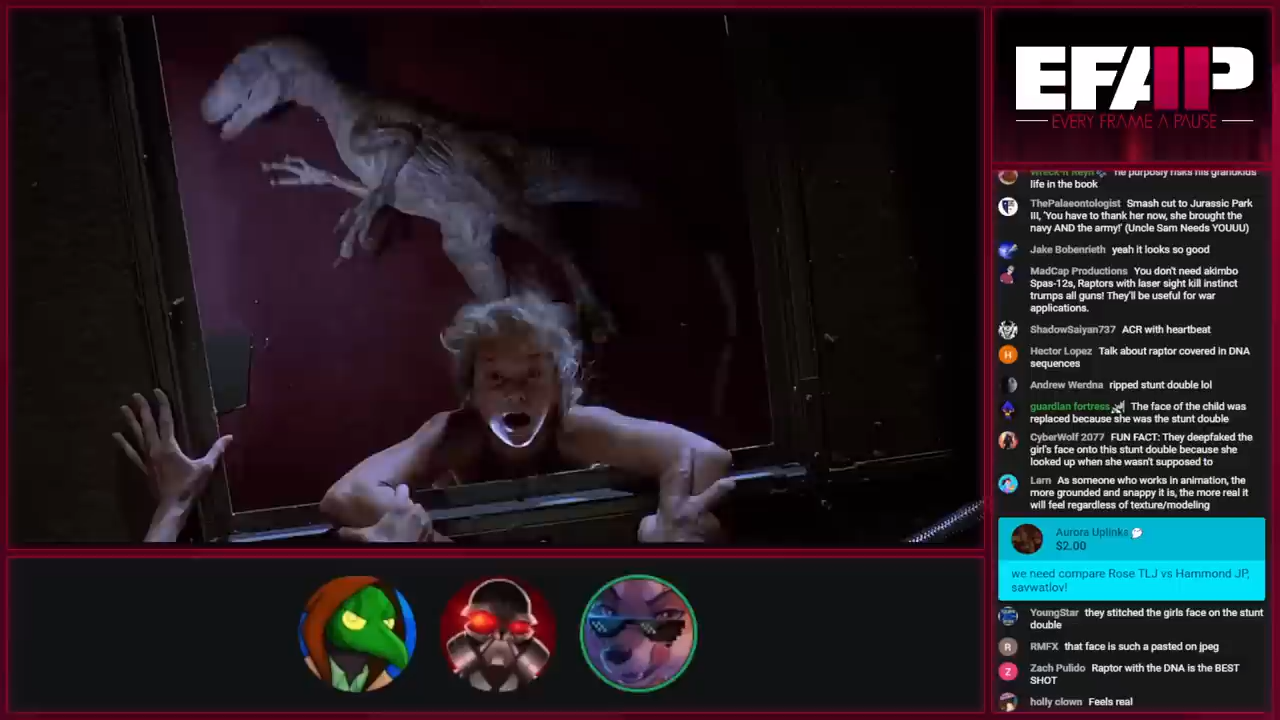 EFAP
EVERY FRAME A PAUSE
Wreck-It Reyn he purposly risks his grandkids
life in the book
ThePalaeontologist Smash cut to Jurassic Park
III, 'You have to thank her now, she brought the
navy AND the army!' (Uncle Sam Needs YOUUU)
Jake Bobenrieth yeah it looks so good
MadCap Productions You don't need akimbo
Spas-12s, Raptors with laser sight kill instinct
trumps all guns! They'll be useful for war
applications.
ShadowSaiyan737 ACR with heartbeat
Hector Lopez Talk about raptor covered in DNA
sequences
Andrew Werdna ripped stunt double lol
guardian fortress The face of the child was
replaced because she was the stunt double
CyberWolf 2077 FUN FACT: They deepfaked the
girl's face onto this stunt double because she
looked up when she wasn't supposed to
Larn As someone who works in animation, the
more grounded and snappy it is, the more real it
will feel regardless of texture/modeling
Aurora Uplinks
$2.00
we need compare Rose TLJ vs Hammond JP,
savwatlov!
YoungStar they stitched the girls face on the stunt
double
RMFX that face is such a pasted on jpeg
Zach Pulido Raptor with the DNA is the BEST
SHOT
holly clown Feels real